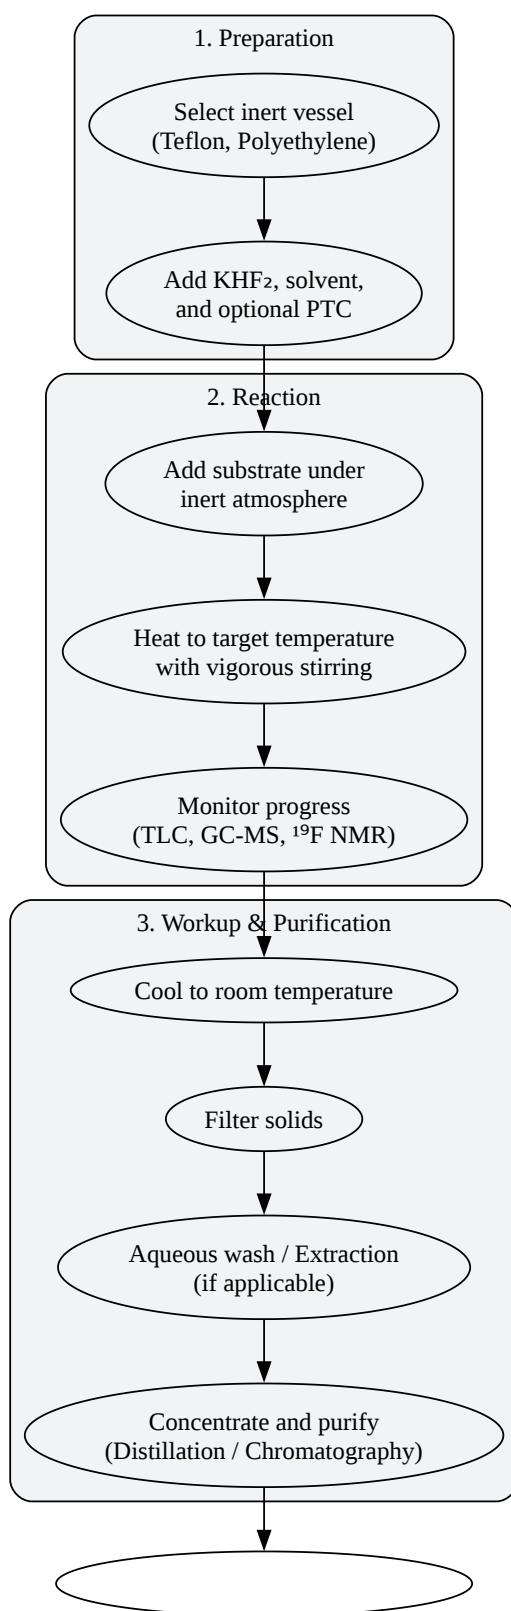 1. Preparation
Select inert vessel
(Teflon, Polyethylene)
Add KHF₂, solvent,
and optional PTC
2. Reaction
Add substrate under
inert atmosphere
Heat to target temperature
with vigorous stirring
Monitor progress
(TLC, GC-MS, ¹⁹F NMR)
3. Workup & Purification
Cool to room temperature
Filter solids
Aqueous wash / Extraction
(if applicable)
Concentrate and purify
(Distillation / Chromatography)